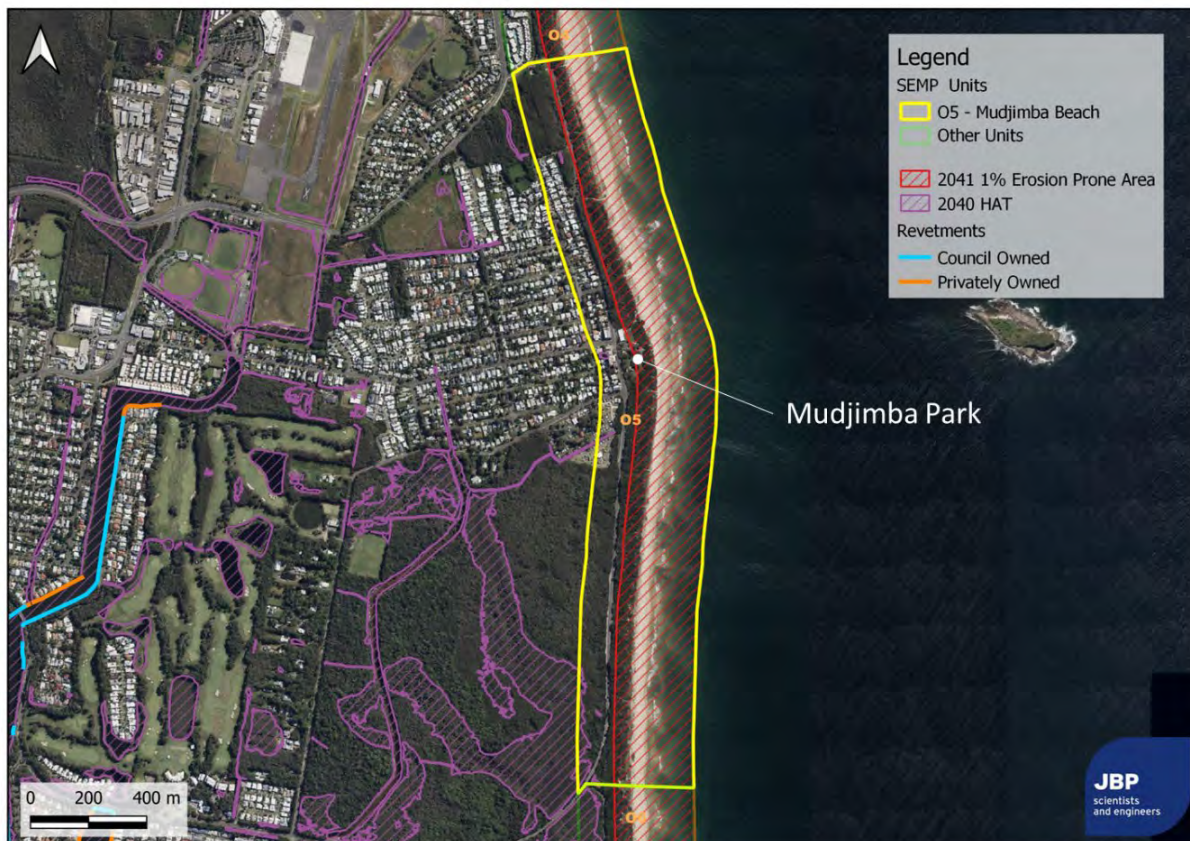 O4
Legend
SEMP Units
O5 - Mudjimba Beach
Other Units
2041 1% Erosion Prone Area
2040 HAT
Revetments
Council Owned
Privately Owned
Mudjimba Park
O5
0 200 400 m
JBP
scientists
and engineers